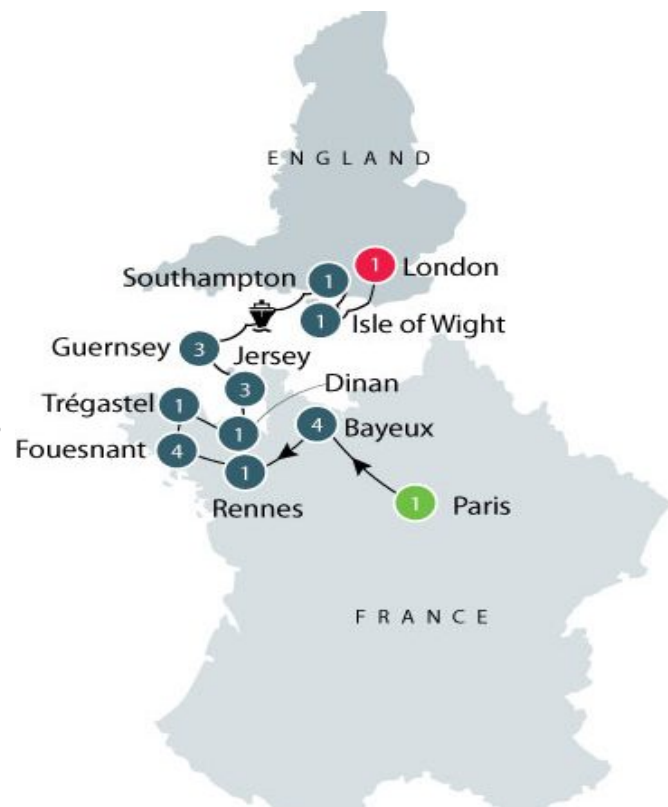 ENGLAND
Southampton 1
1 London
1 Isle of Wight
Guernsey 3
Jersey
3
Dinan
Trégastel 1
1
4 Bayeux
Fouesnant 4
1
Rennes
1 Paris
FRANCE